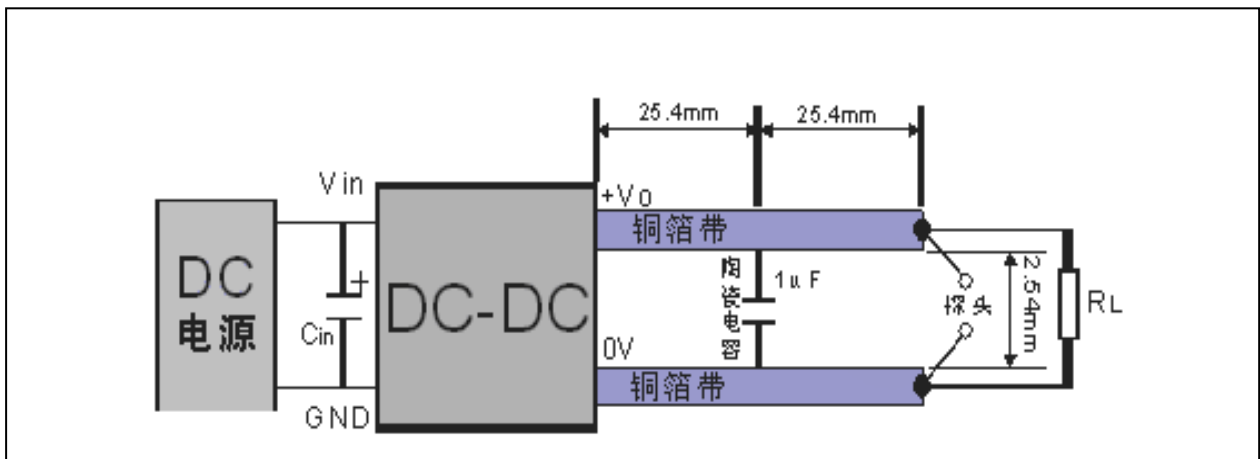 25.4mm
25.4mm
Vin
+Vo
铜箔带
DC
电源
Cin
+
DC-DC
陶瓷电容
1uF
探头
2.54mm
RL
0V
铜箔带
GND